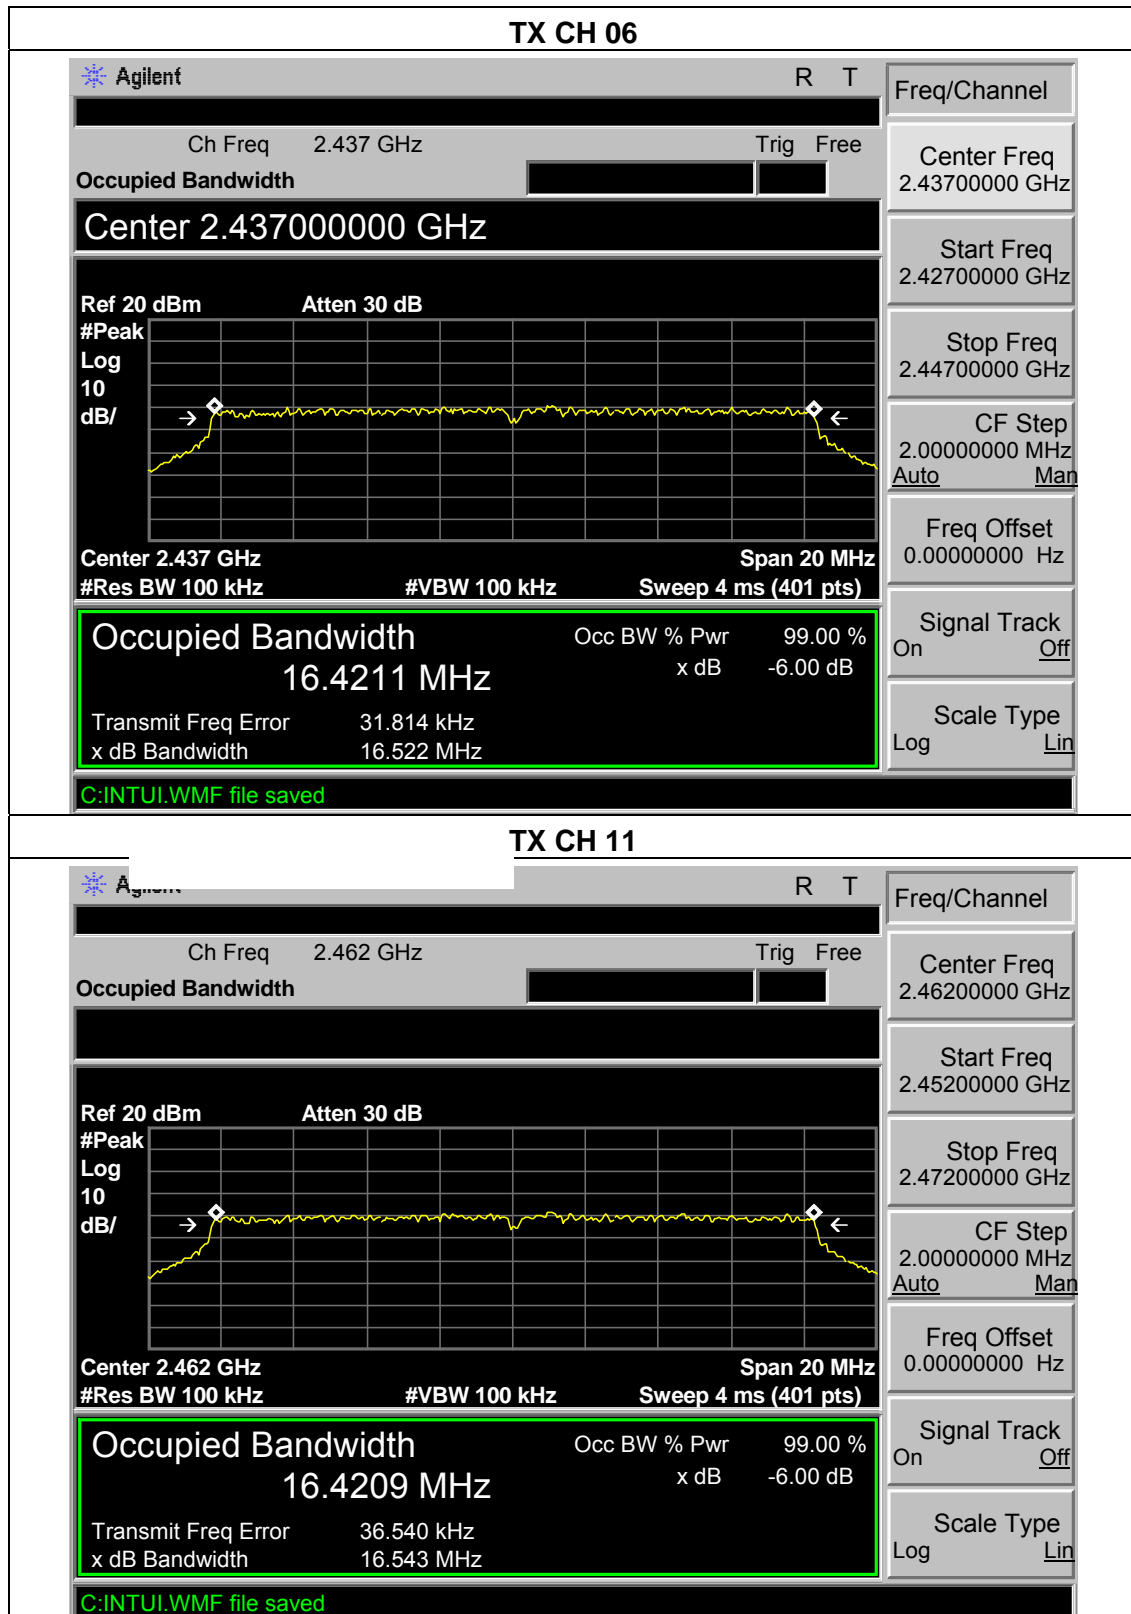 TX CH 06
Agilent R T
Freq/Channel
Ch Freq 2.437 GHz Trig Free
Occupied Bandwidth
Center 2.437000000 GHz
Center Freq
2.43700000 GHz
Start Freq
2.42700000 GHz
Stop Freq
2.44700000 GHz
CF Step
2.00000000 MHz
Auto Man
Freq Offset
0.00000000 Hz
Signal Track
On Off
Scale Type
Log Lin
Ref 20 dBm Atten 30 dB
#Peak
Log
10
dB/
Center 2.437 GHz Span 20 MHz
#Res BW 100 kHz #VBW 100 kHz Sweep 4 ms (401 pts)
Occupied Bandwidth Occ BW % Pwr 99.00 %
16.4211 MHz x dB -6.00 dB
Transmit Freq Error 31.814 kHz
x dB Bandwidth 16.522 MHz
C:INTUI.WMF file saved
TX CH 11
Agilent R T
Freq/Channel
Ch Freq 2.462 GHz Trig Free
Occupied Bandwidth
Center Freq
2.46200000 GHz
Start Freq
2.45200000 GHz
Stop Freq
2.47200000 GHz
CF Step
2.00000000 MHz
Auto Man
Freq Offset
0.00000000 Hz
Signal Track
On Off
Scale Type
Log Lin
Ref 20 dBm Atten 30 dB
#Peak
Log
10
dB/
Center 2.462 GHz Span 20 MHz
#Res BW 100 kHz #VBW 100 kHz Sweep 4 ms (401 pts)
Occupied Bandwidth Occ BW % Pwr 99.00 %
16.4209 MHz x dB -6.00 dB
Transmit Freq Error 36.540 kHz
x dB Bandwidth 16.543 MHz
C:INTUI.WMF file saved